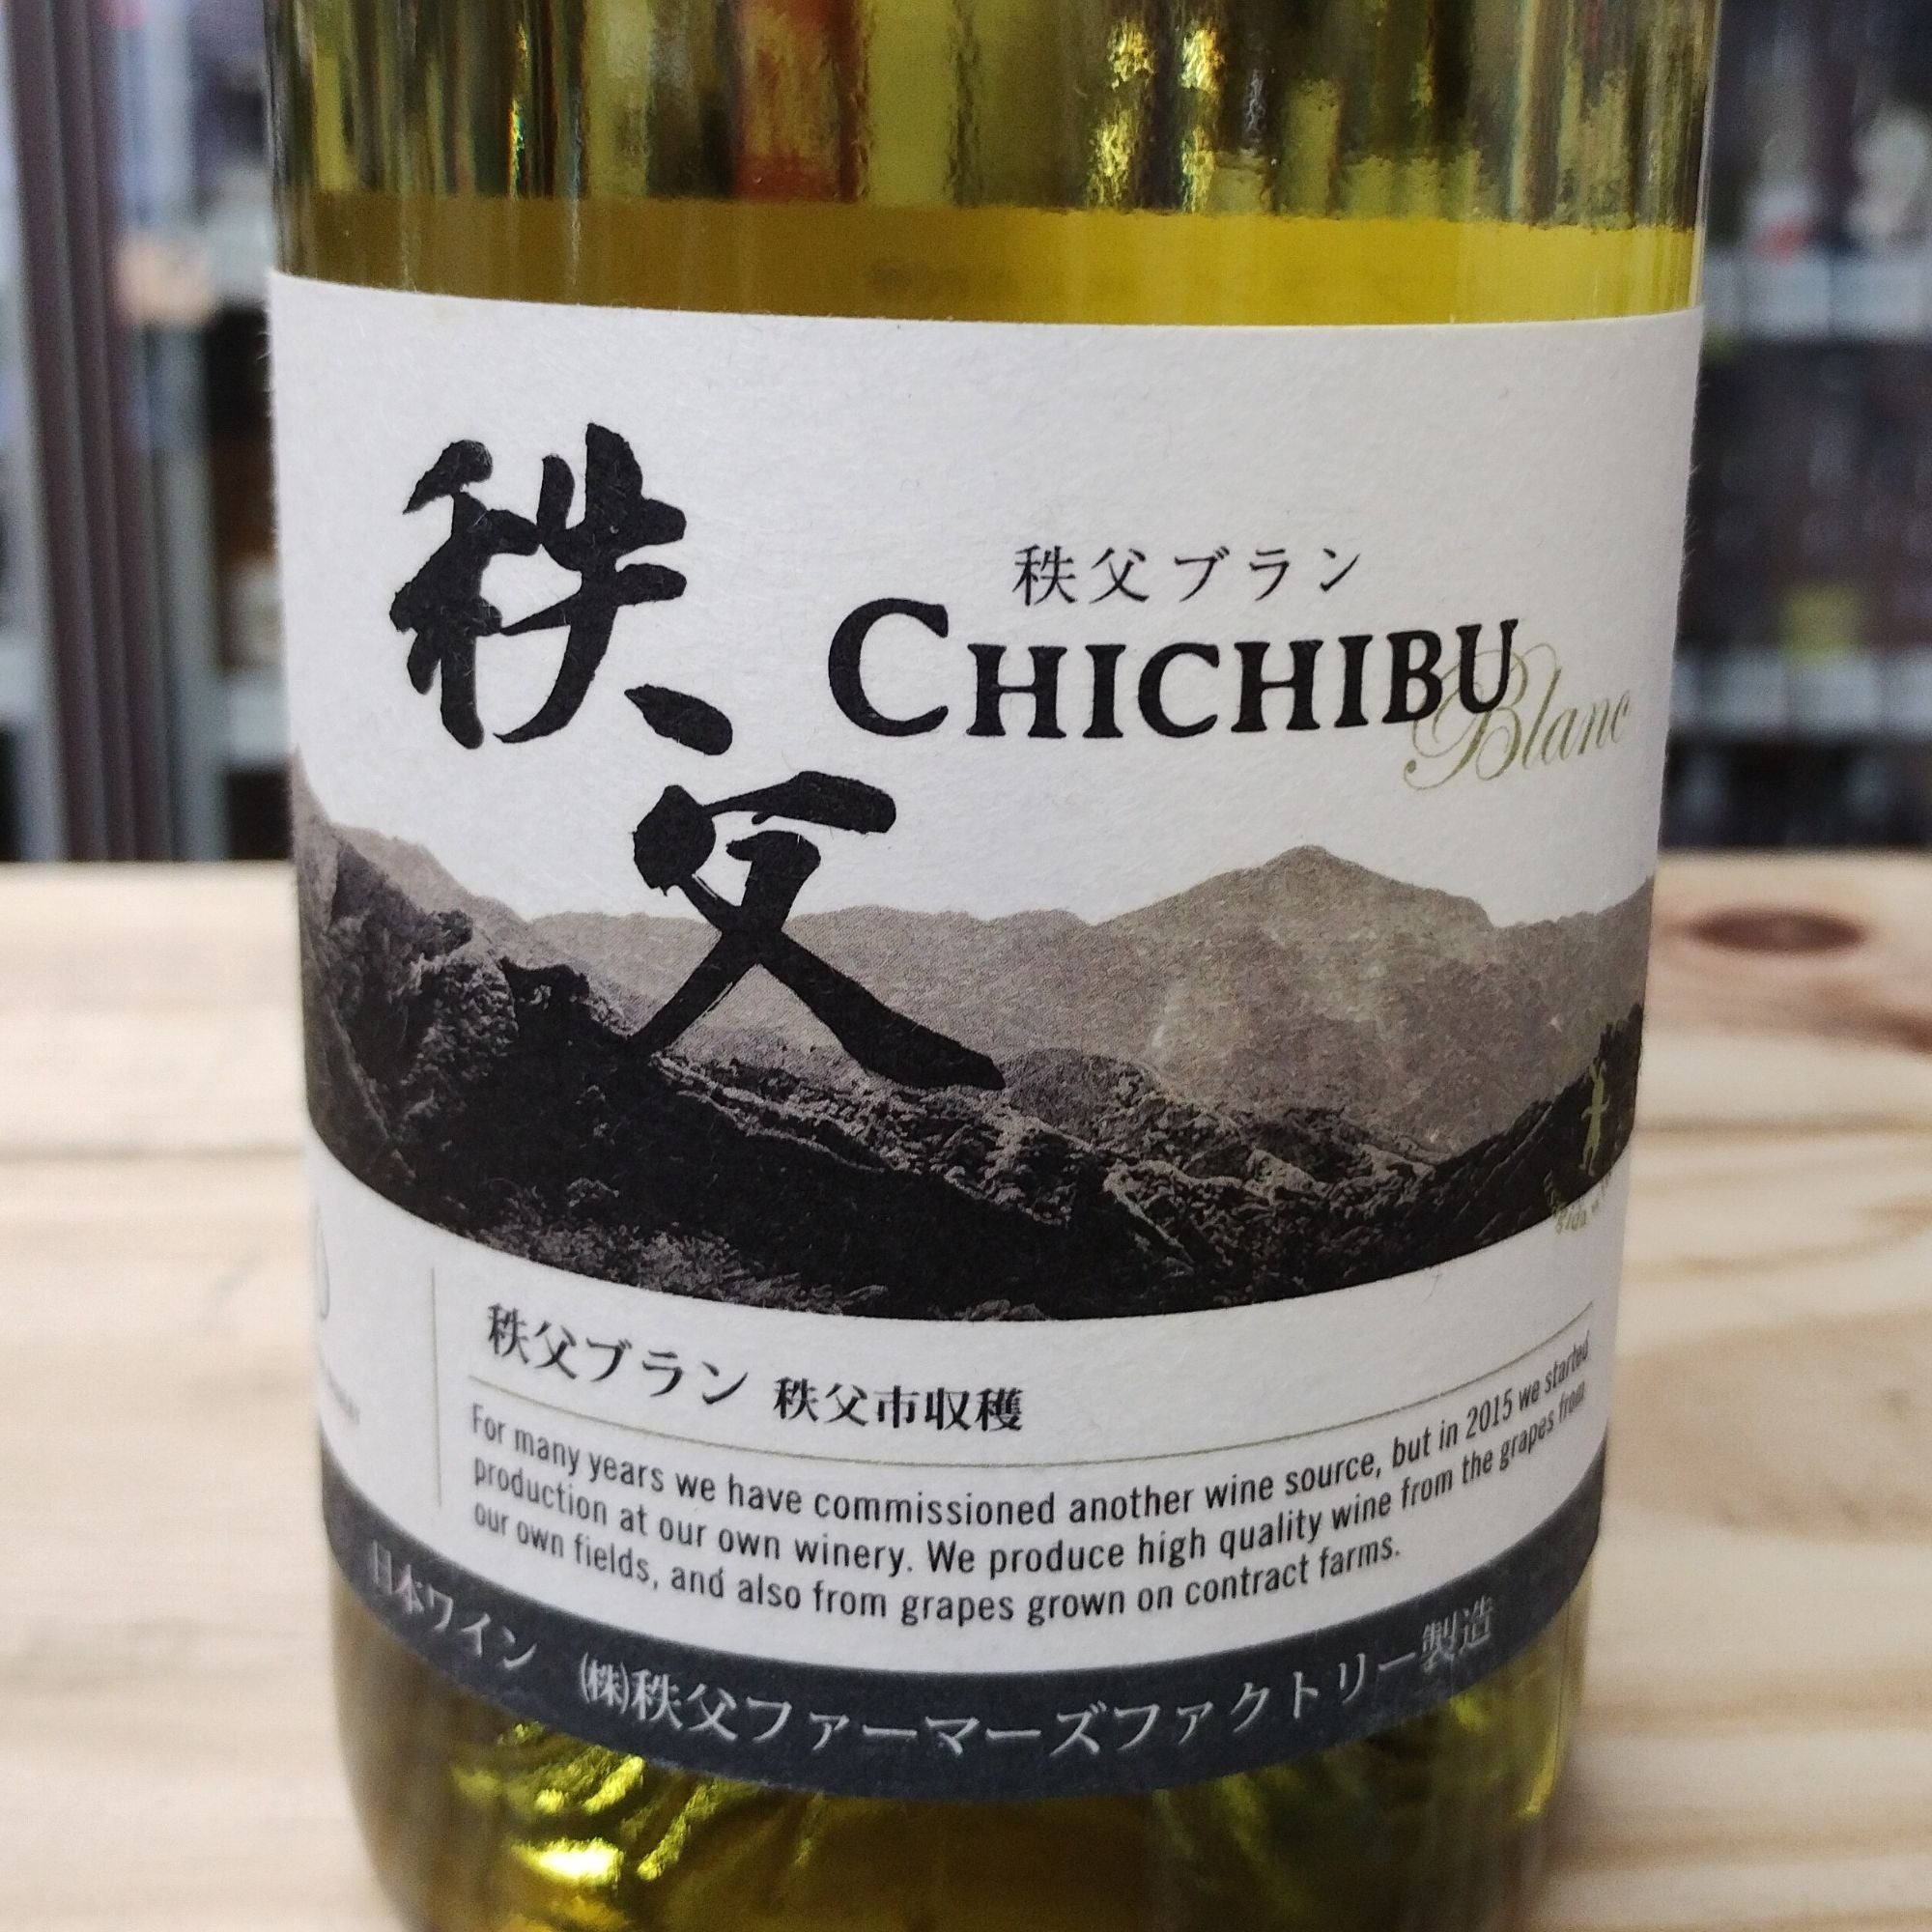 秩父
秩父ブラン
CHICHIBU
Blanc
秩父ブラン 秩父市収穫
For many years we have commissioned another wine source, but in 2015 we started
production at our own winery. We produce high quality wine from the grapes from
our own fields, and also from grapes grown on contract farms.
日本ワイン ㈱秩父ファーマーズファクトリー製造